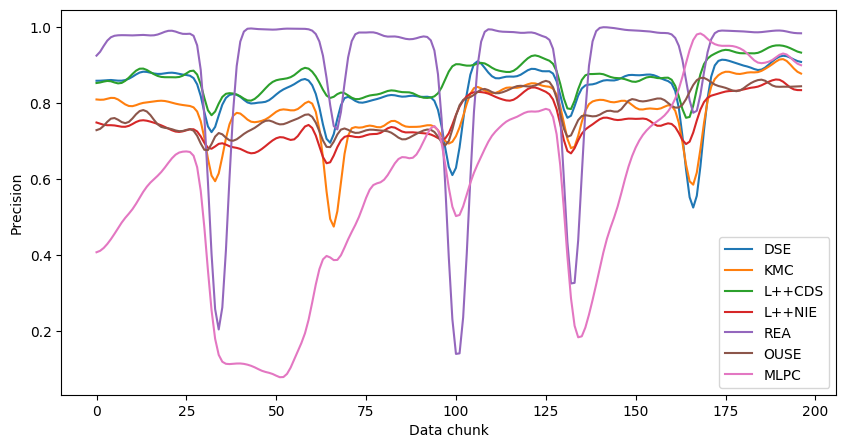 1.0
0.8
0.6
0.4
0.2
Precision
0
25
50
75
100
125
150
175
200
Data chunk
DSE
KMC
L++CDS
L++NIE
REA
OUSE
MLPC